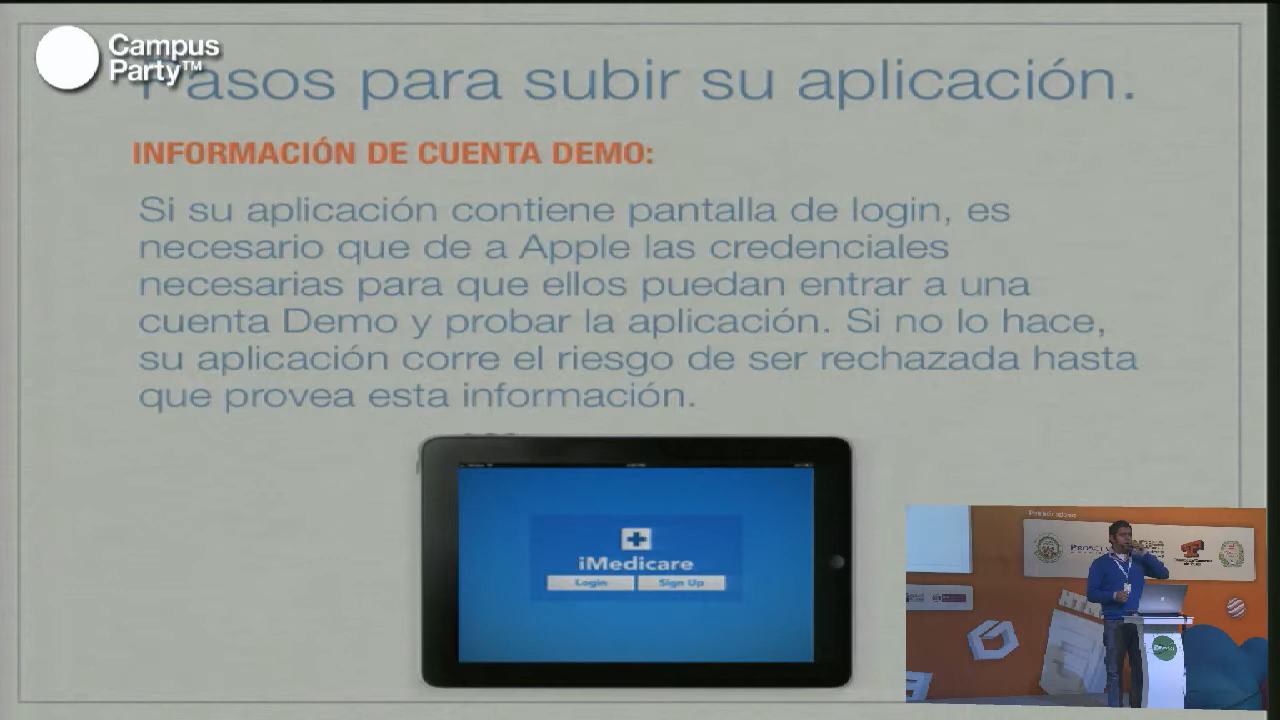 Campus
Party™
Pasos para subir su aplicación.
INFORMACIÓN DE CUENTA DEMO:
Si su aplicación contiene pantalla de login, es
necesario que de a Apple las credenciales
necesarias para que ellos puedan entrar a una
cuenta Demo y probar la aplicación. Si no lo hace,
su aplicación corre el riesgo de ser rechazada hasta
que provea esta información.
iMedicare
Login
Sign Up